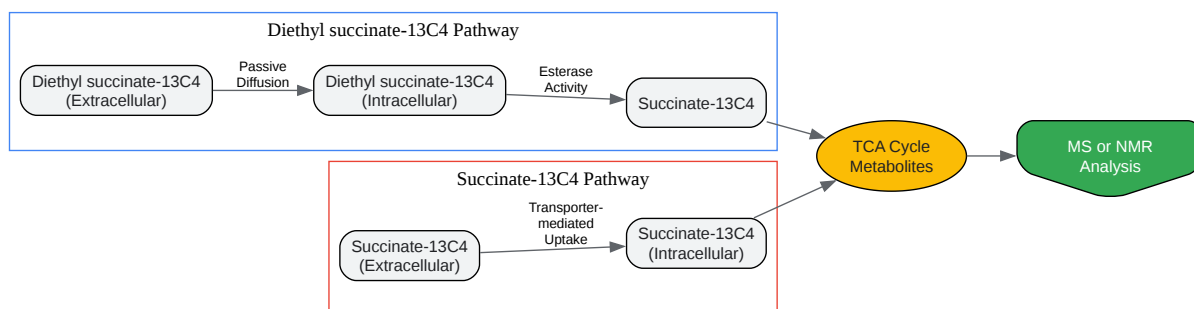 Diethyl succinate-13C4 Pathway
Diethyl succinate-13C4
(Extracellular)
Passive
Diffusion
Diethyl succinate-13C4
(Intracellular)
Esterase
Activity
Succinate-13C4
TCA Cycle
Metabolites
MS or NMR
Analysis
Succinate-13C4 Pathway
Succinate-13C4
(Extracellular)
Transporter-
mediated
Uptake
Succinate-13C4
(Intracellular)